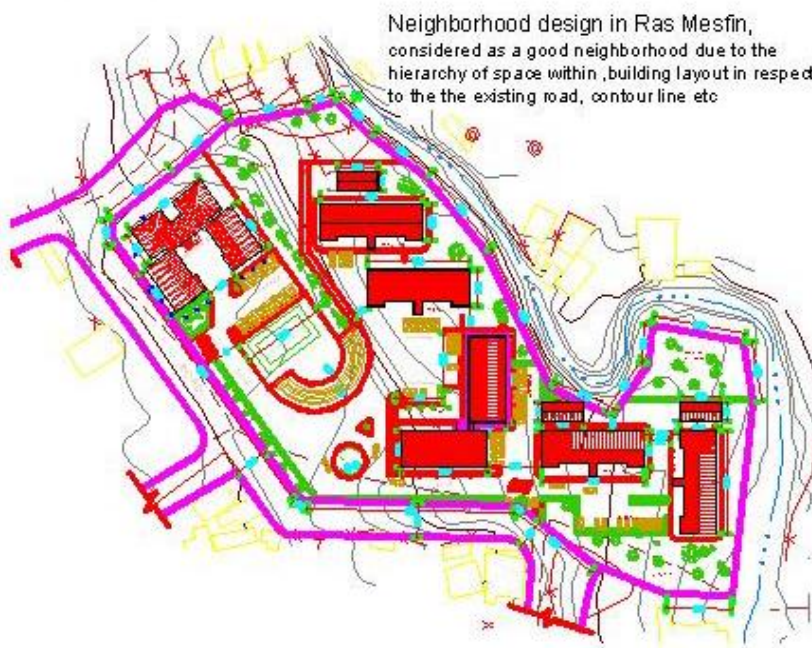 Neighborhood design in Ras Mesfin,
considered as a good neighborhood due to the
hierarchy of space within ,building layout in respect
to the the existing road, contour line etc